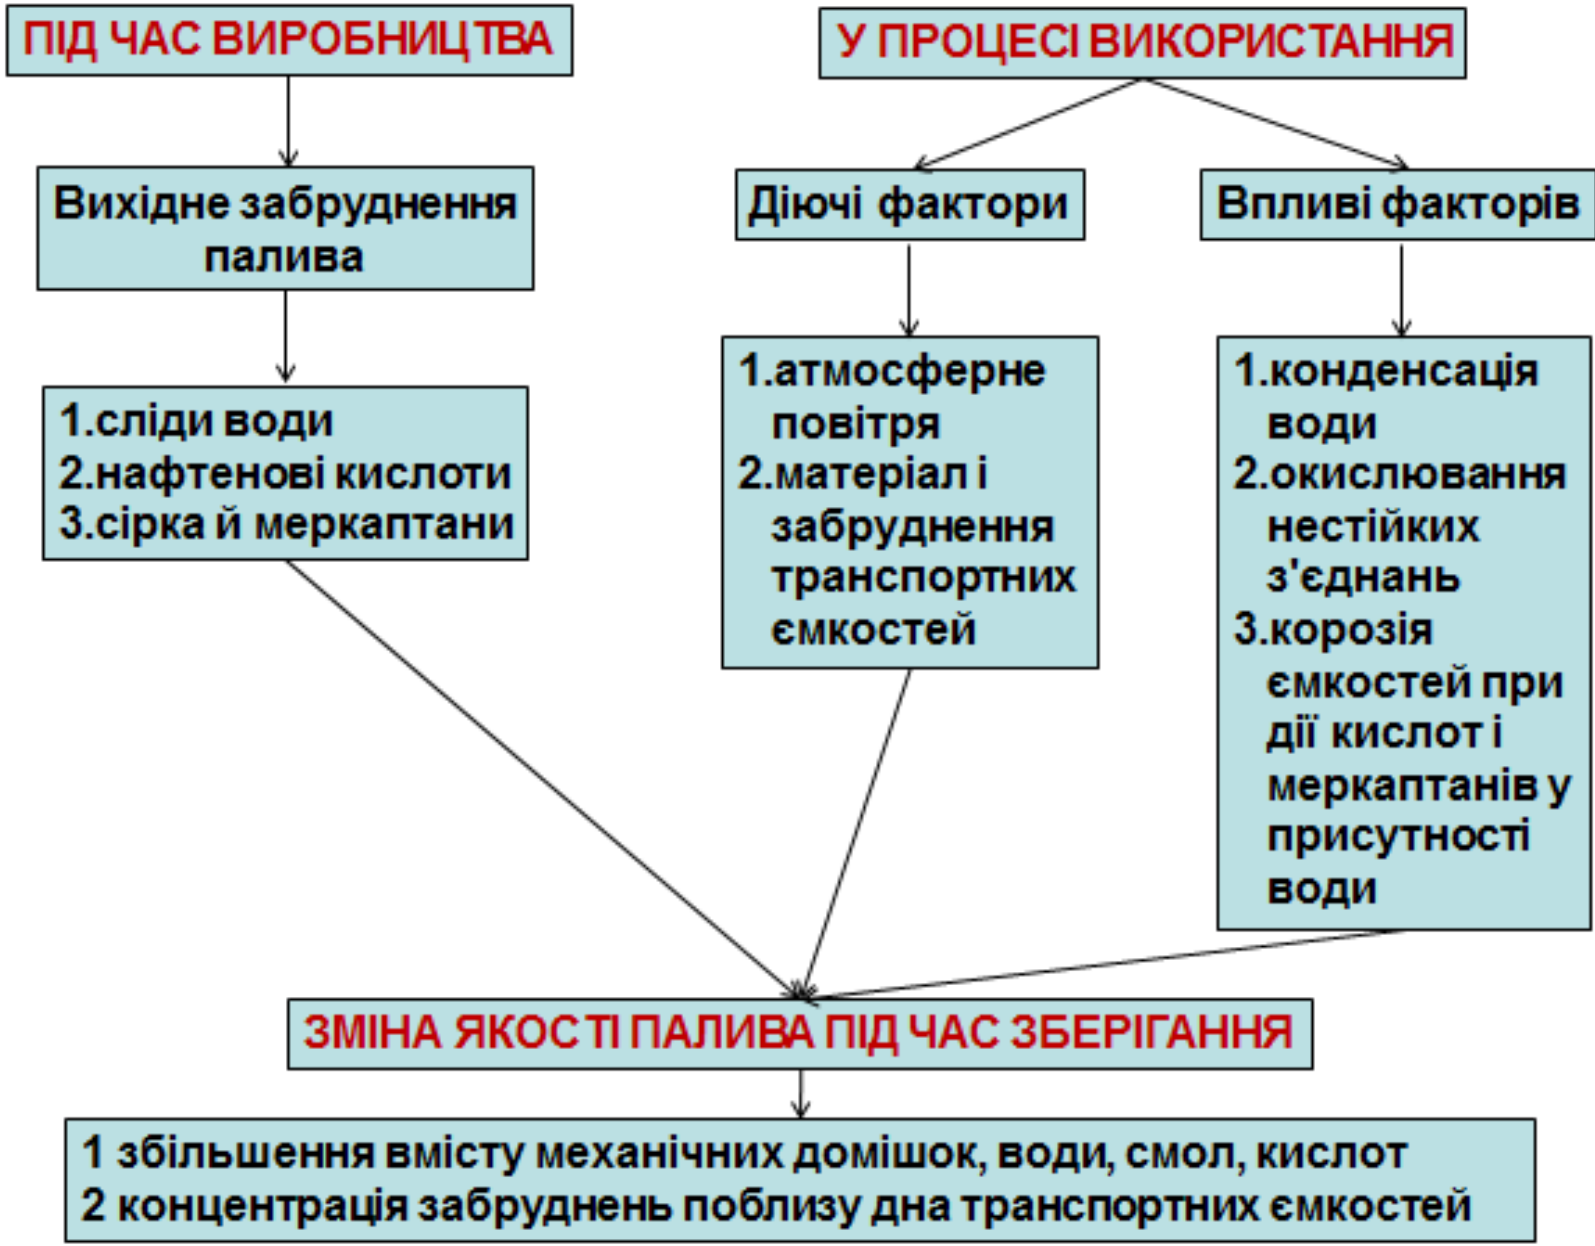 ПІД ЧАС ВИРОБНИЦТВА
У ПРОЦЕСІ ВИКОРИСТАННЯ
Вихідне забруднення
палива
Діючі фактори
Впливі факторів
1.сліди води
2.нафтенові кислоти
3.сірка й меркаптани
1.атмосферне
повітря
2.матеріал і
забруднення
транспортних
ємкостей
1.конденсація
води
2.окислювання
нестійких
з'єднань
3.корозія
ємкостей при
дії кислот і
меркаптанів у
присутності
води
ЗМІНА ЯКОСТІ ПАЛИВА ПІД ЧАС ЗБЕРІГАННЯ
1 збільшення вмісту механічних домішок, води, смол, кислот
2 концентрація забруднень поблизу дна транспортних ємкостей